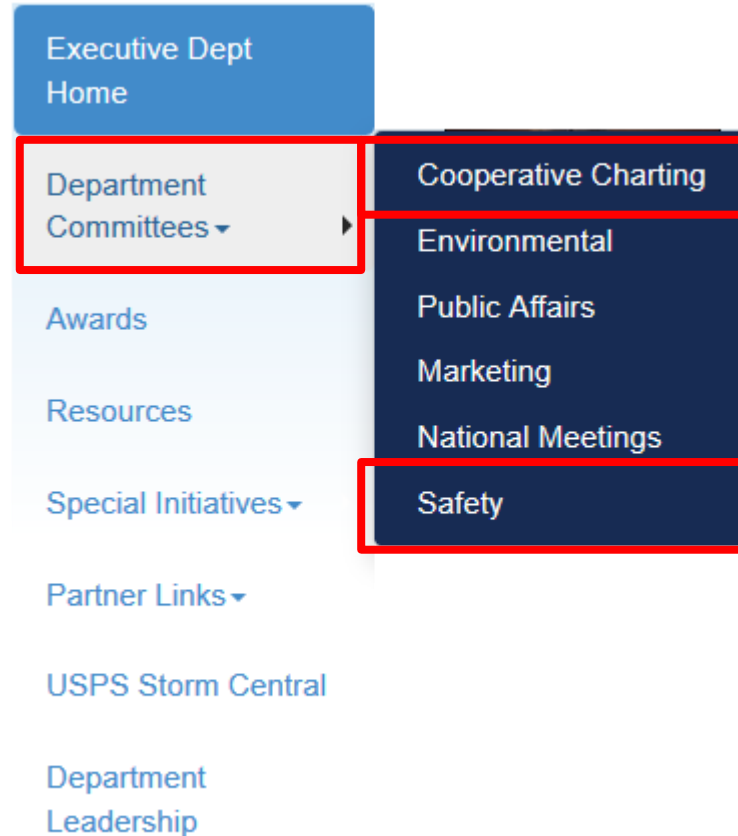 Executive Dept
Home
Department
Committees
Cooperative Charting
Environmental
Public Affairs
Marketing
National Meetings
Safety
Awards
Resources
Special Initiatives
Partner Links
USPS Storm Central
Department
Leadership